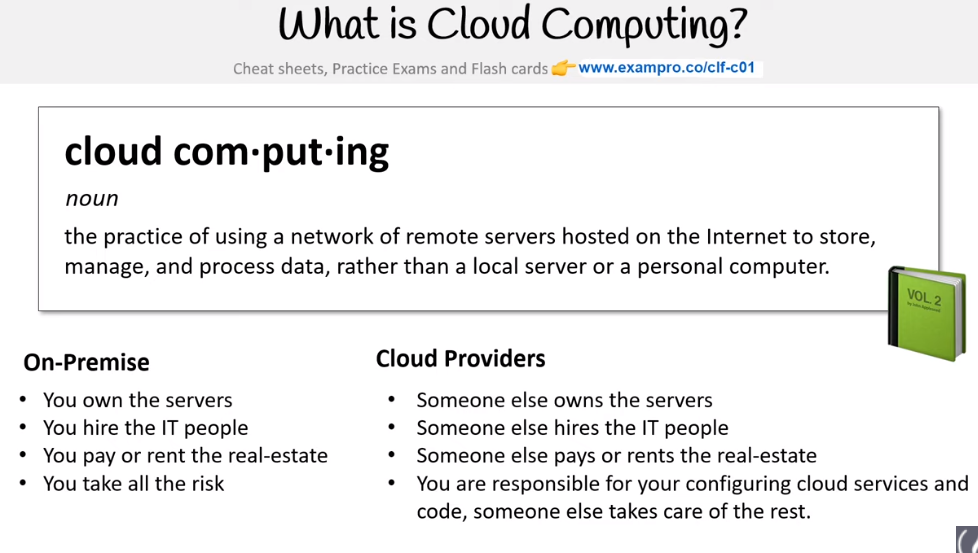 What is Cloud Computing?
Cheat sheets, Practice Exams and Flash cards 👉 www.exampro.co/clf-c01
cloud com·put·ing
noun
the practice of using a network of remote servers hosted on the Internet to store,
manage, and process data, rather than a local server or a personal computer.
VOL. 2
On-Premise
• You own the servers
• You hire the IT people
• You pay or rent the real-estate
• You take all the risk
Cloud Providers
• Someone else owns the servers
• Someone else hires the IT people
• Someone else pays or rents the real-estate
• You are responsible for your configuring cloud services and
code, someone else takes care of the rest.